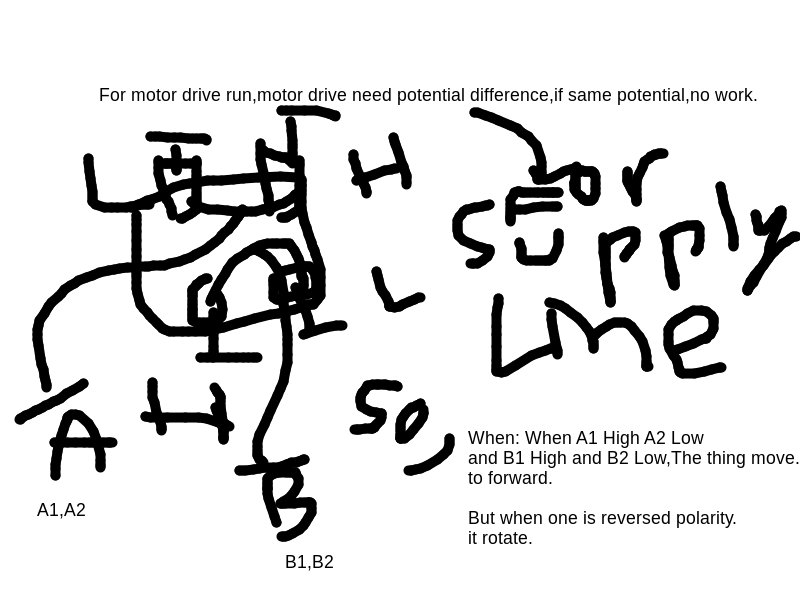 For motor drive run,motor drive need potential difference,if same potential,no work.
L H H
For
L supply
Line
H
A So,
B
When: When A1 High A2 Low
and B1 High and B2 Low,The thing move.
to forward.
But when one is reversed polarity.
it rotate.
A1,A2
B1,B2